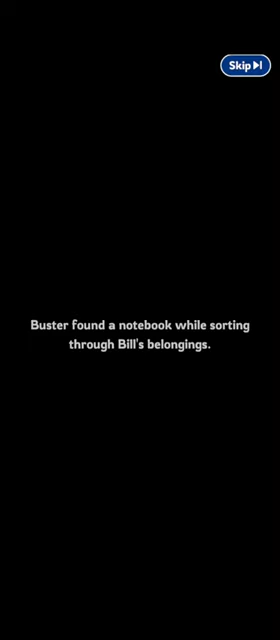 Skip
Buster found a notebook while sorting
through Bill's belongings.